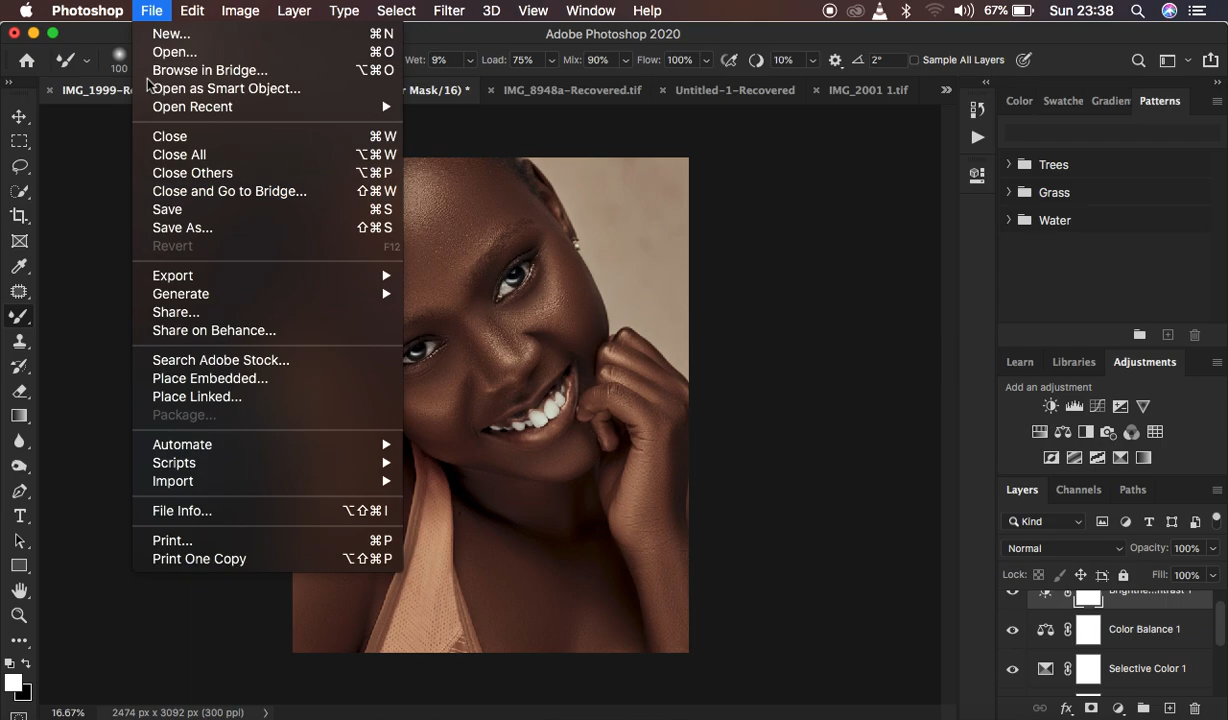 Photoshop File Edit Image Layer Type Select Filter 3D View Window Help 67% Sun 23:38
Adobe Photoshop 2020
100 Wet: 9% Load: 75% Mix: 90% Flow: 100% 10% 2° Sample All Layers
IMG_1999-Re r Mask/16) * IMG_8948a-Recovered.tif Untitled-1-Recovered IMG_2001 1.tif
New... ⌘N
Open... ⌘O
Browse in Bridge... ⌥⌘O
Open as Smart Object...
Open Recent
Close ⌘W
Close All ⌥⌘W
Close Others ⌥⌘P
Close and Go to Bridge... ⇧⌘W
Save ⌘S
Save As... ⇧⌘S
Revert F12
Export
Generate
Share...
Share on Behance...
Search Adobe Stock...
Place Embedded...
Place Linked...
Package...
Automate
Scripts
Import
File Info... ⌥⇧⌘I
Print... ⌘P
Print One Copy ⌥⇧⌘P
Color Swatche Gradien Patterns
Trees
Grass
Water
Learn Libraries Adjustments
Add an adjustment
Layers Channels Paths
Kind
Normal Opacity: 100%
Lock: Fill: 100%
Color Balance 1
Selective Color 1
16.67% 2474 px x 3092 px (300 ppi)